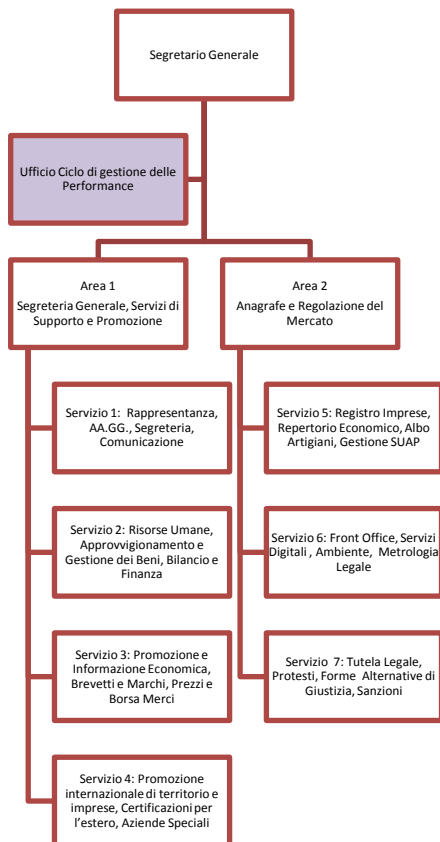 Segretario Generale
Ufficio Ciclo di gestione delle
Performance
Area 1
Segreteria Generale, Servizi di
Supporto e Promozione
Area 2
Anagrafe e Regolazione del
Mercato
Servizio 1:  Rappresentanza,
AA.GG., Segreteria,
Comunicazione
Servizio 2: Risorse Umane,
Approvvigionamento e
Gestione dei Beni, Bilancio e
Finanza
Servizio 3: Promozione e
Informazione Economica,
Brevetti e Marchi, Prezzi e
Borsa Merci
Servizio 4: Promozione
internazionale di territorio e
imprese, Certificazioni per
l'estero, Aziende Speciali
Servizio 5: Registro Imprese,
Repertorio Economico, Albo
Artigiani, Gestione SUAP
Servizio 6: Front Office, Servizi
Digitali , Ambiente,  Metrologia
Legale
Servizio  7: Tutela Legale,
Protesti, Forme  Alternative di
Giustizia, Sanzioni